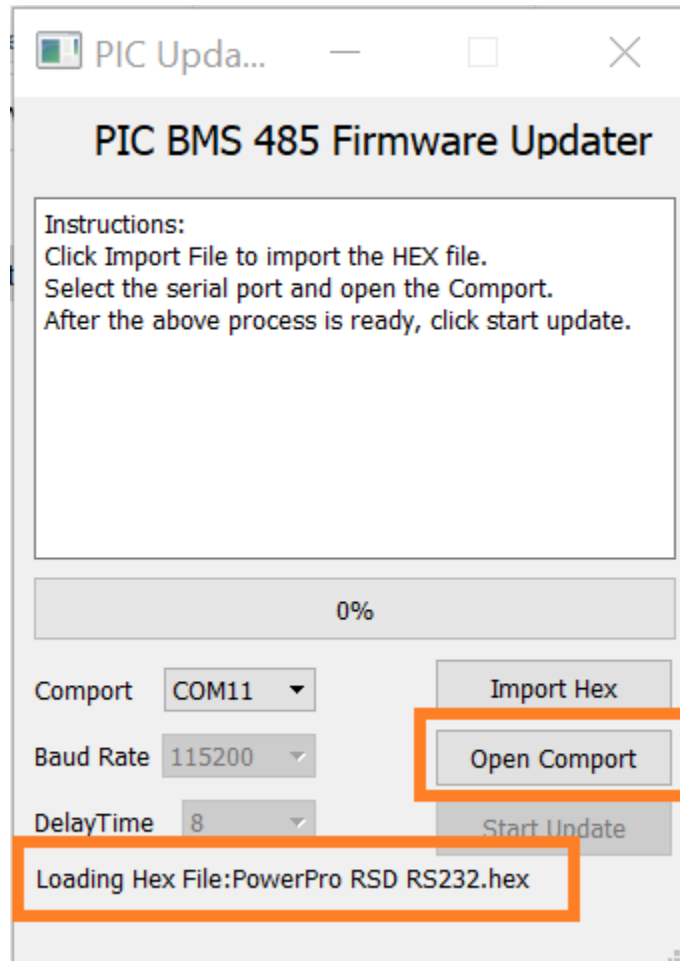 PIC Upda...
PIC BMS 485 Firmware Updater
Instructions:
Click Import File to import the HEX file.
Select the serial port and open the Comport.
After the above process is ready, click start update.
0%
Comport COM11 Import Hex
Baud Rate 115200 Open Comport
DelayTime 8 Start Update
Loading Hex File:PowerPro RSD RS232.hex